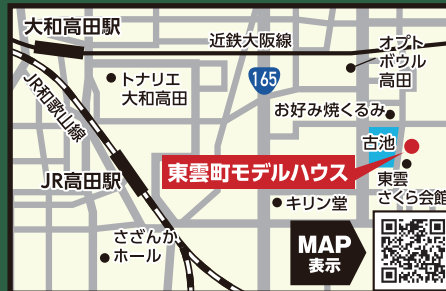 大和高田駅
近鉄大阪線
オプト
ボウル
高田
トナリエ
大和高田
165
お好み焼くるみ
JR和歌山線
古池
東雲町モデルハウス
JR高田駅
東雲
さくら会館
キリン堂
さざんか
ホール
MAP
表示